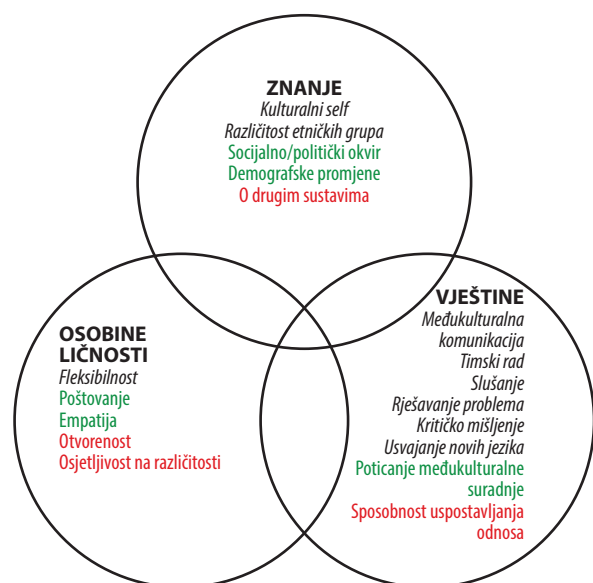 ZNANJE
Kulturalni self
Različitost etničkih grupa
Socijalno/politički okvir
Demografske promjene
O drugim sustavima
OSOBINE
LIČNOSTI
Fleksibilnost
Poštovanje
Empatija
Otvorenost
Osjetljivost na različitosti
VJEŠTINE
Međukulturalna
komunikacija
Timski rad
Slušanje
Rješavanje problema
Kritičko mišljenje
Usvajanje novih jezika
Poticanje međukulturalne
suradnje
Sposobnost uspostavljanja
odnosa